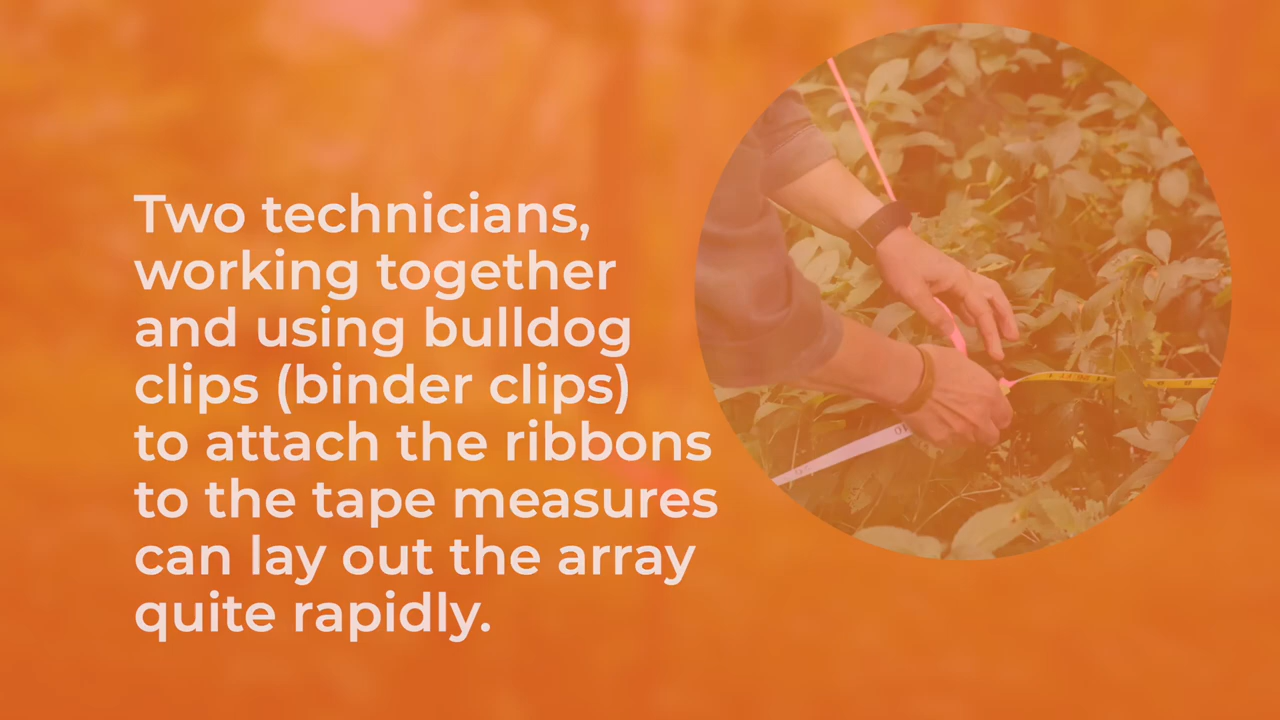 Two technicians,
working together
and using bulldog
clips (binder clips)
to attach the ribbons
to the tape measures
can lay out the array
quite rapidly.